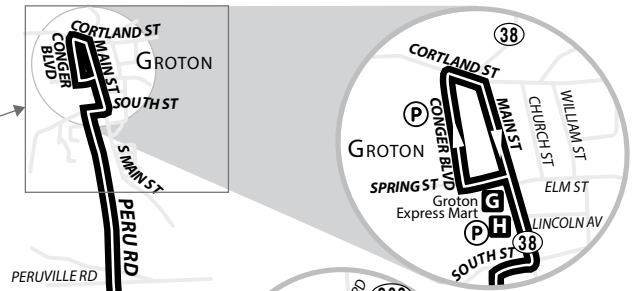 CORTLAND ST
CONGER BLVD
MAIN ST
GROTON
SOUTH ST
S MAIN ST
PERU RD
PERUVILLE RD
38
CORTLAND ST
P
CONGER BLVD
MAIN ST
CHURCH ST
WILLIAM ST
GROTON
SPRING ST
ELM ST
Groton
Express Mart
G
H
P
LINCOLN AV
38
SOUTH ST
RD